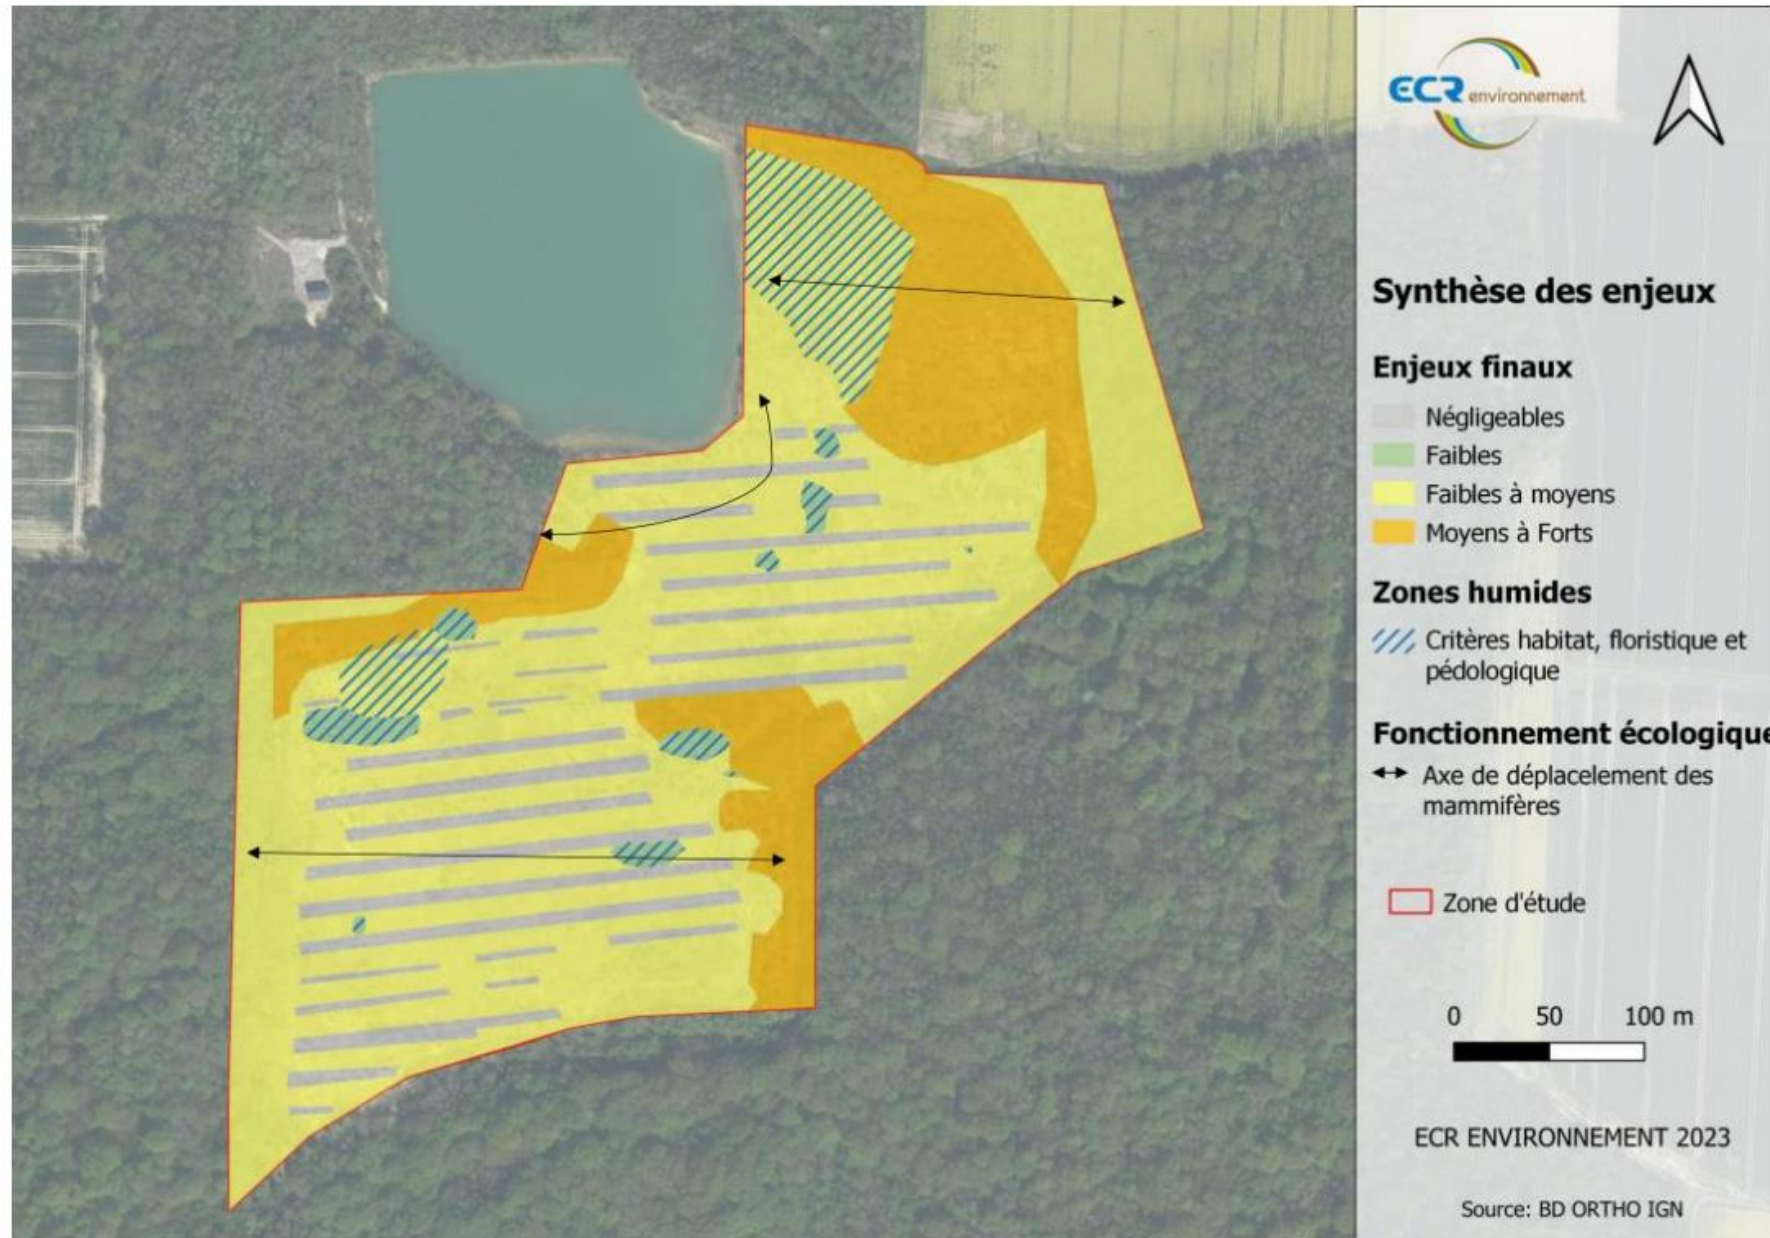 ECR environnement
Synthèse des enjeux
Enjeux finaux
Négligeables
Faibles
Faibles à moyens
Moyens à Forts
Zones humides
Critères habitat, floristique et
pédologique
Fonctionnement écologique
Axe de déplacelement des
mammifères
Zone d'étude
0 50 100 m
ECR ENVIRONNEMENT 2023
Source: BD ORTHO IGN